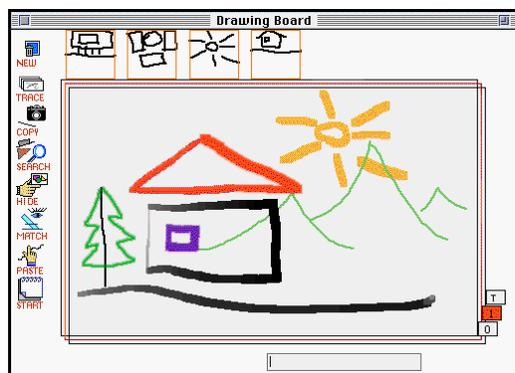 Drawing Board
NEW
TRACE
COPY
SEARCH
HIDE
MATCH
PASTE
START
T
1
0